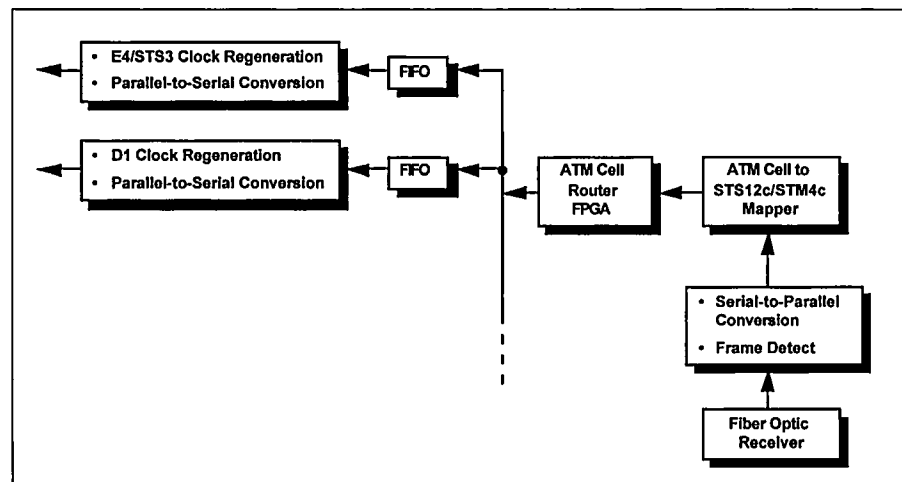 • E4/STS3 Clock Regeneration
• Parallel-to-Serial Conversion
FIFO
• D1 Clock Regeneration
• Parallel-to-Serial Conversion
FIFO
ATM Cell
Router
FPGA
ATM Cell to
STS12c/STM4c
Mapper
• Serial-to-Parallel
Conversion
• Frame Detect
Fiber Optic
Receiver